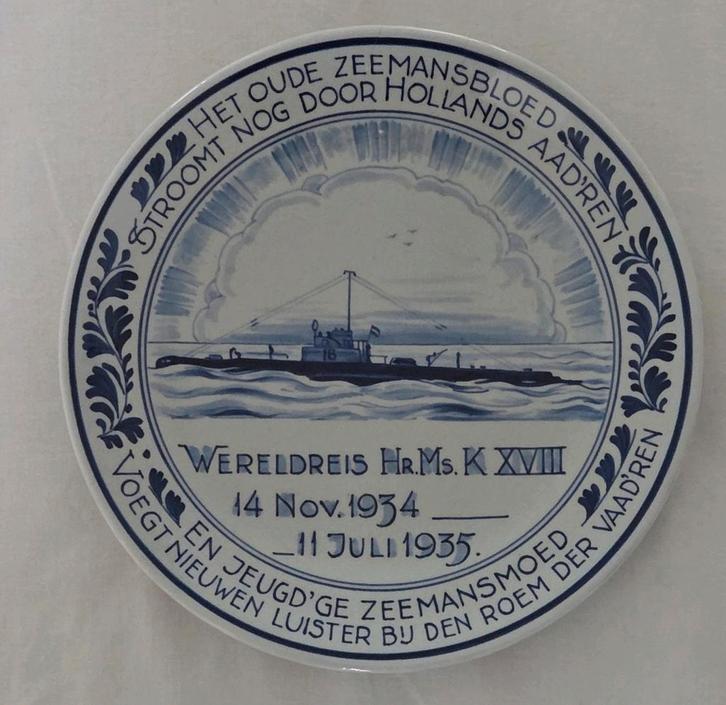 HET OUDE ZEEMANSBLOED
STROOMT NOG DOOR HOLLANDS AAD'REN
18
WERELDREIS HR.MS. K XVIII
14 NOV. 1934 ——
— 11 JULI 1935.
EN JEUGD'GE ZEEMANSMOED
VOEGT NIEUWEN LUISTER BIJ DEN ROEM DER VAAD'REN